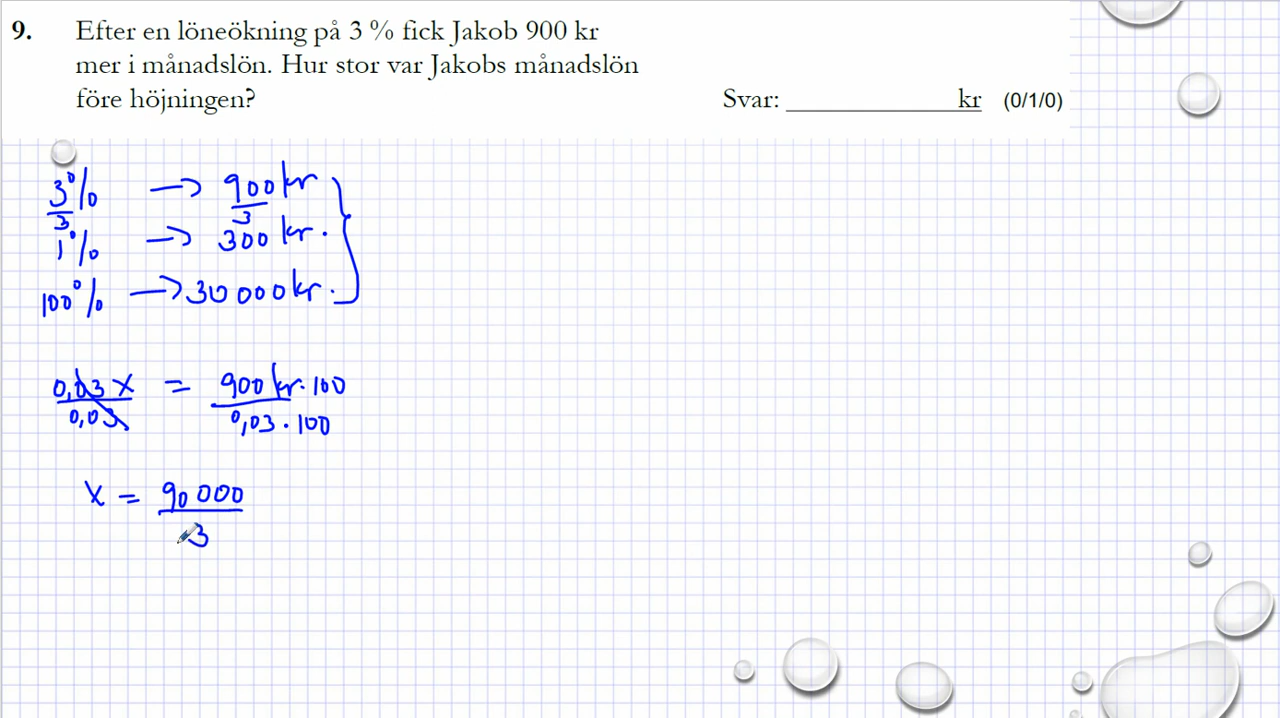 9. Efter en löneökning på 3 % fick Jakob 900 kr
mer i månadslön. Hur stor var Jakobs månadslön
före höjningen?
Svar: ____________ kr (0/1/0)
3%/3 → 900 kr/3
1% → 300 kr.
100% → 30 000 kr.
0,03 x/0,03 = 900 kr · 100/0,03 · 100
x = 90 000/3